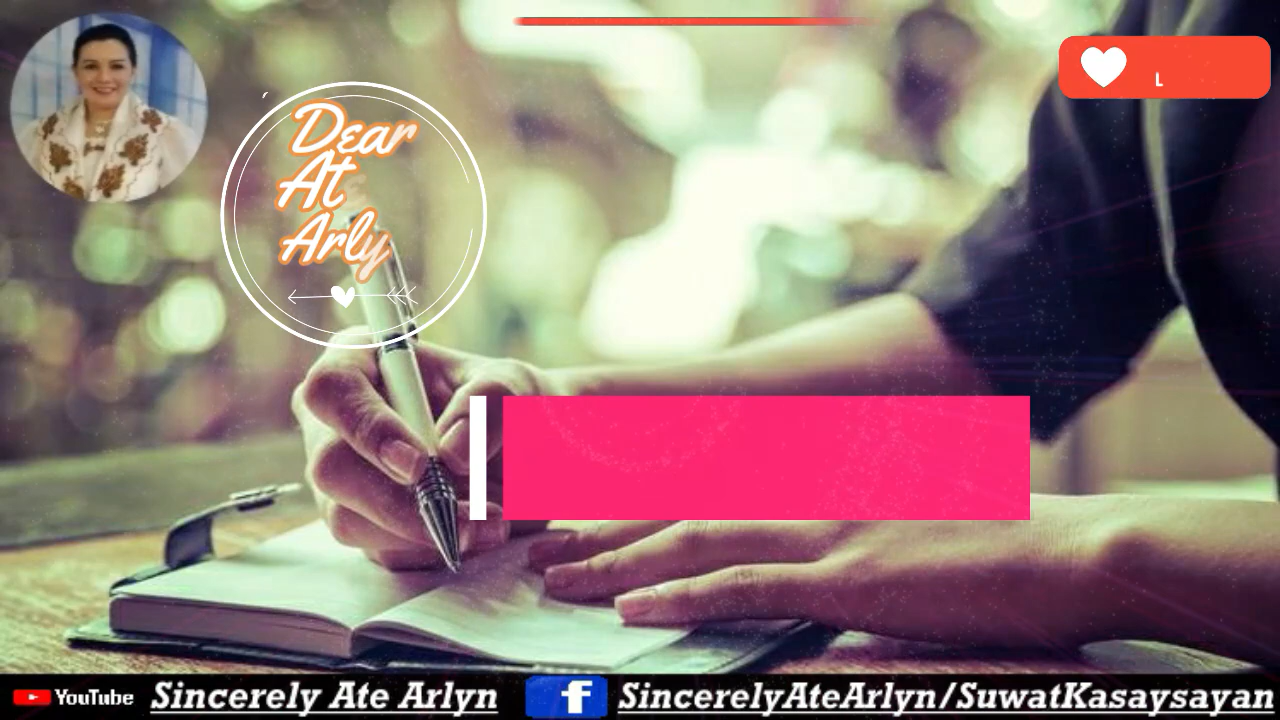 L
Dear
At
Arly
YouTube Sincerely Ate Arlyn f SincerelyAteArlyn/SuwatKasaysayan